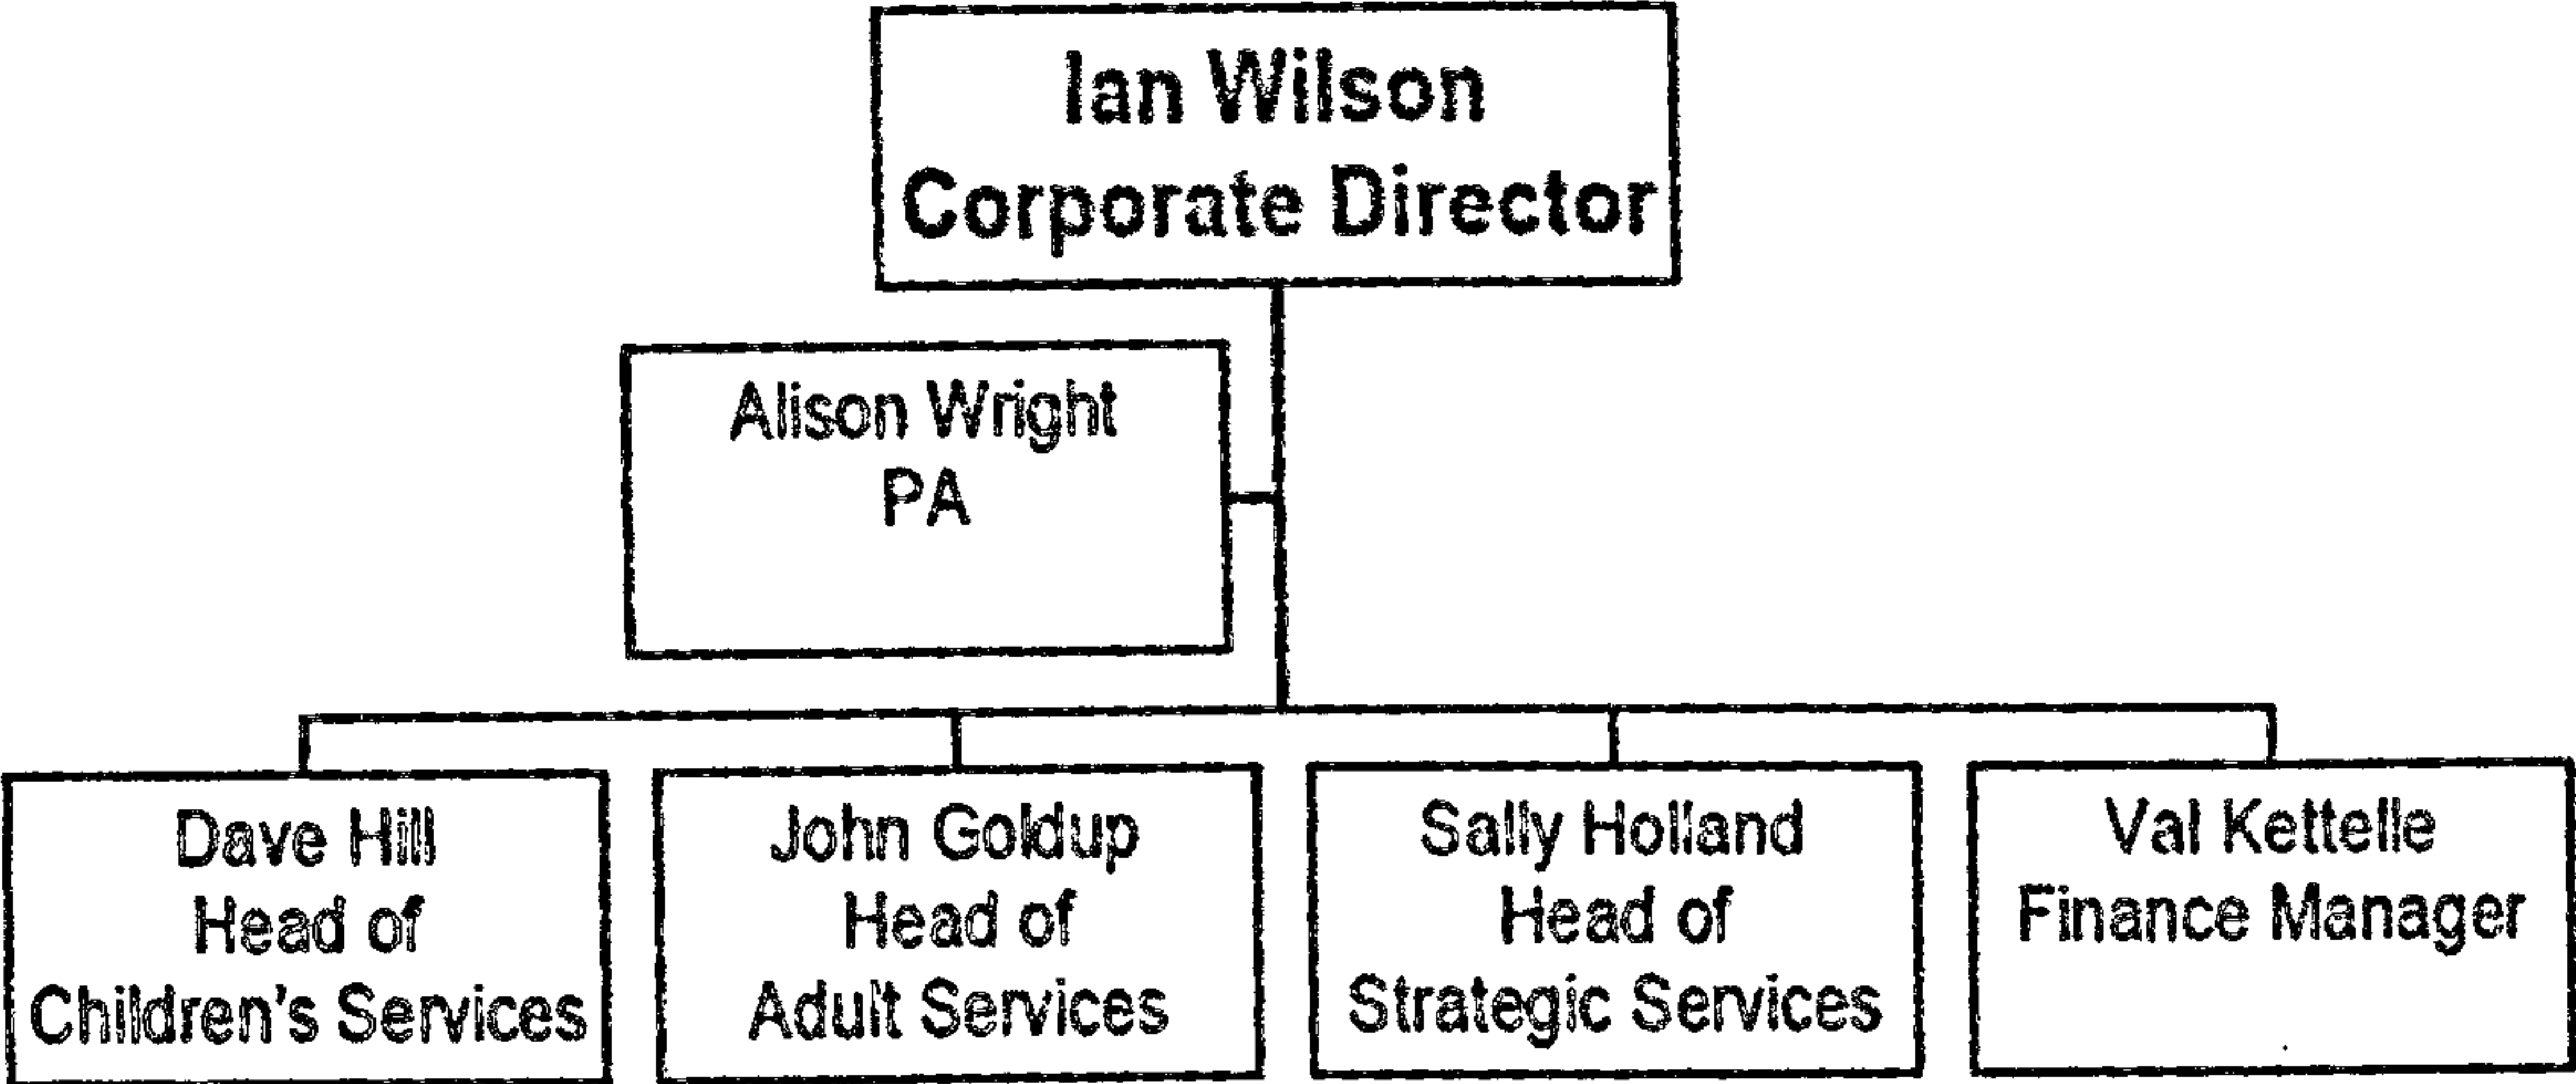 Ian Wilson
Corporate Director
Alison Wright
PA
Dave Hill
Head of
Children's Services
John Goldup
Head of
Adult Services
Sally Holland
Head of
Strategic Services
Val Kettelle
Finance Manager